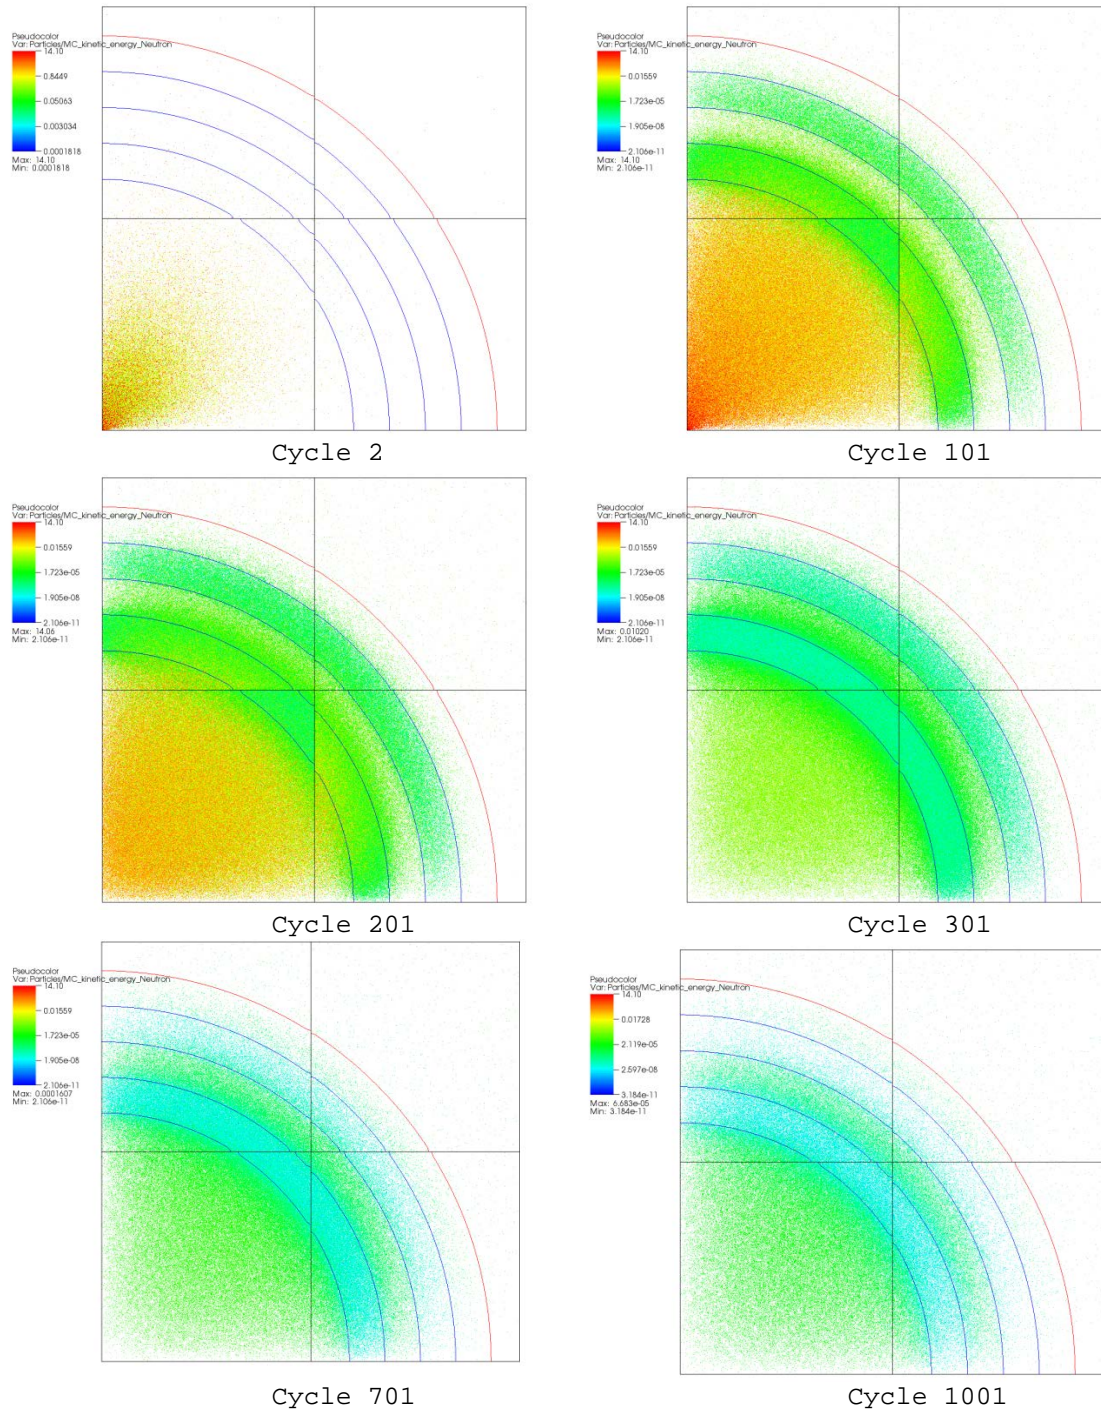 Pseudocolor
Var: Particles/MC_kinetic_energy_Neutron
14.10
0.8449
0.05063
0.003034
0.0001818
Max: 14.10
Min: 0.0001818
Cycle 2
Pseudocolor
Var: Particles/MC_kinetic_energy_Neutron
14.10
0.01559
1.723e-05
1.905e-08
2.106e-11
Max: 14.10
Min: 2.106e-11
Cycle 101
Pseudocolor
Var: Particles/MC_kinetic_energy_Neutron
14.10
0.01559
1.723e-05
1.905e-08
2.106e-11
Max: 14.06
Min: 2.106e-11
Cycle 201
Pseudocolor
Var: Particles/MC_kinetic_energy_Neutron
14.10
0.01559
1.723e-05
1.905e-08
2.106e-11
Max: 0.01020
Min: 2.106e-11
Cycle 301
Pseudocolor
Var: Particles/MC_kinetic_energy_Neutron
14.10
0.01559
1.723e-05
1.905e-08
2.106e-11
Max: 0.0001607
Min: 2.106e-11
Cycle 701
Pseudocolor
Var: Particles/MC_kinetic_energy_Neutron
14.10
0.01728
2.119e-05
2.597e-08
3.184e-11
Max: 6.683e-05
Min: 3.184e-11
Cycle 1001